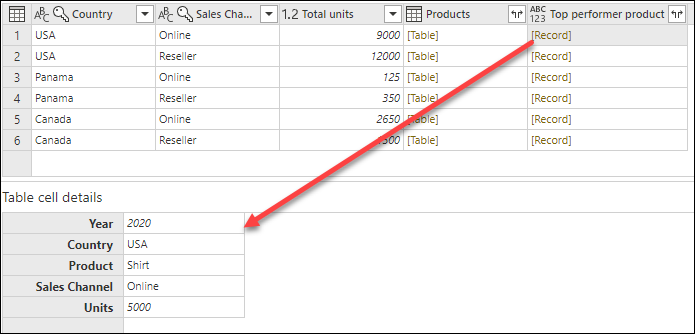 ABC Country ABC Sales Cha... 1.2 Total units Products ABC 123 Top performer product
1 USA Online 9000 [Table] [Record]
2 USA Reseller 12000 [Table] [Record]
3 Panama Online 125 [Table] [Record]
4 Panama Reseller 350 [Table] [Record]
5 Canada Online 2650 [Table] [Record]
6 Canada Reseller [Table] [Record]
Table cell details
Year 2020
Country USA
Product Shirt
Sales Channel Online
Units 5000